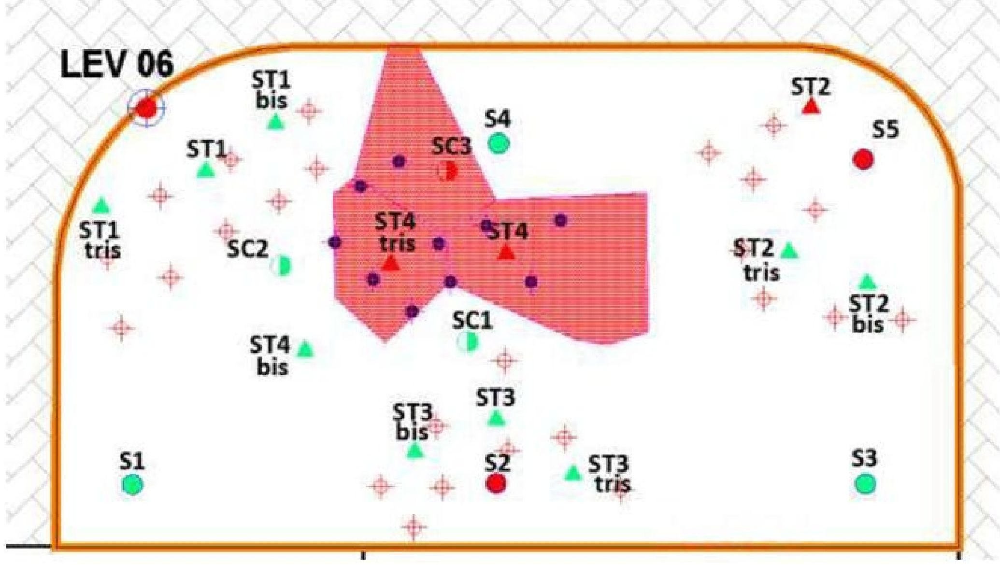 LEV 06
ST1
bis
ST2
S4
S5
ST1
SC3
ST4
tris
ST4
ST1
tris
SC2
ST2
tris
ST2
bis
SC1
ST4
bis
ST3
ST3
bis
S1
S2
ST3
tris
S3